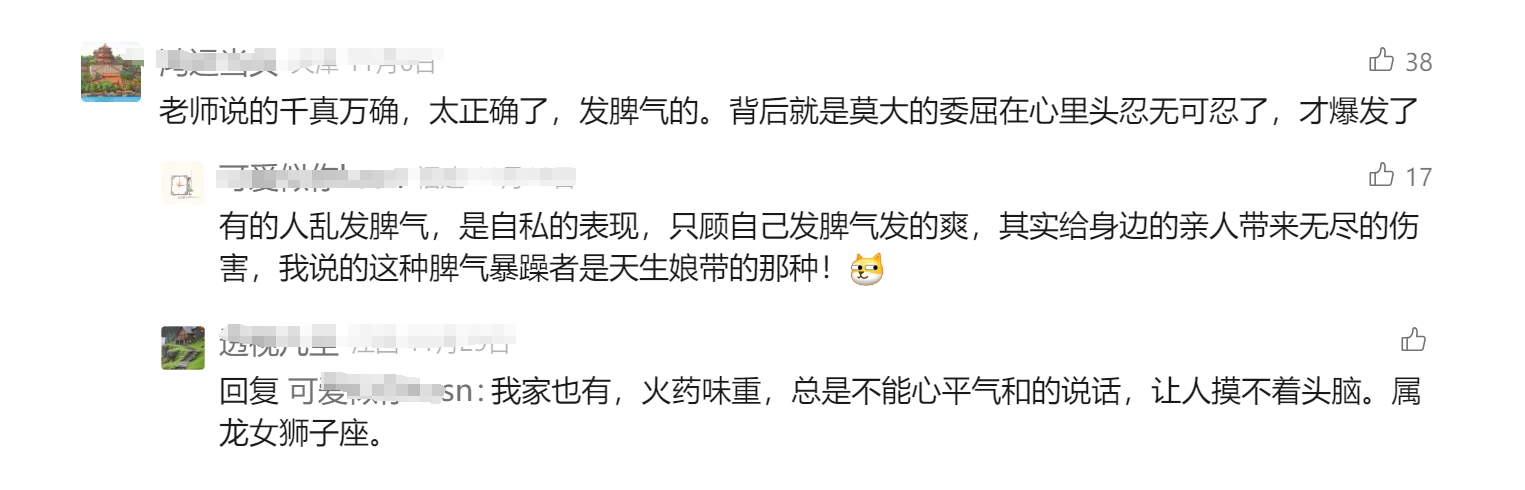 38
老师说的千真万确，太正确了，发脾气的。背后就是莫大的委屈在心里头忍无可忍了，才爆发了
17
有的人乱发脾气，是自私的表现，只顾自己发脾气发的爽，其实给身边的亲人带来无尽的伤
害，我说的这种脾气暴躁者是天生娘带的那种！
回复 可爱 sn：我家也有，火药味重，总是不能心平气和的说话，让人摸不着头脑。属
龙女狮子座。